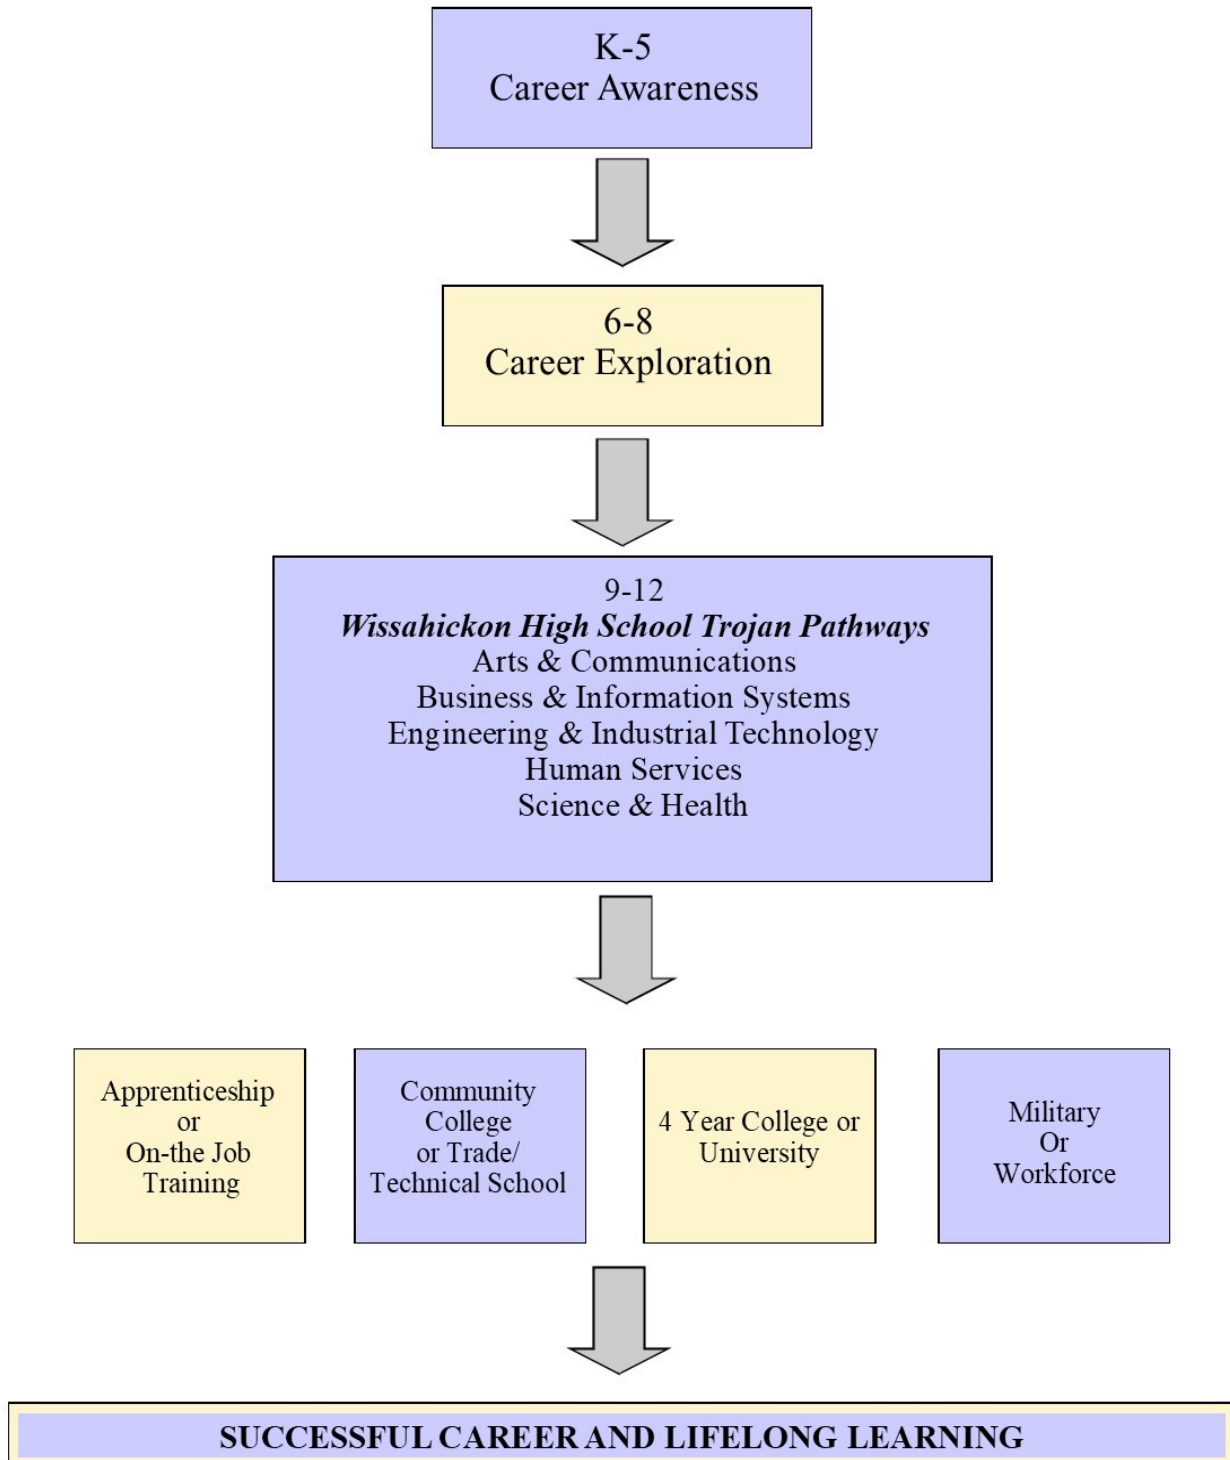 K-5
Career Awareness
6-8
Career Exploration
9-12
Wissahickon High School Trojan Pathways
Arts & Communications
Business & Information Systems
Engineering & Industrial Technology
Human Services
Science & Health
Apprenticeship
or
On-the Job
Training
Community
College
or Trade/
Technical School
4 Year College or
University
Military
Or
Workforce
SUCCESSFUL CAREER AND LIFELONG LEARNING